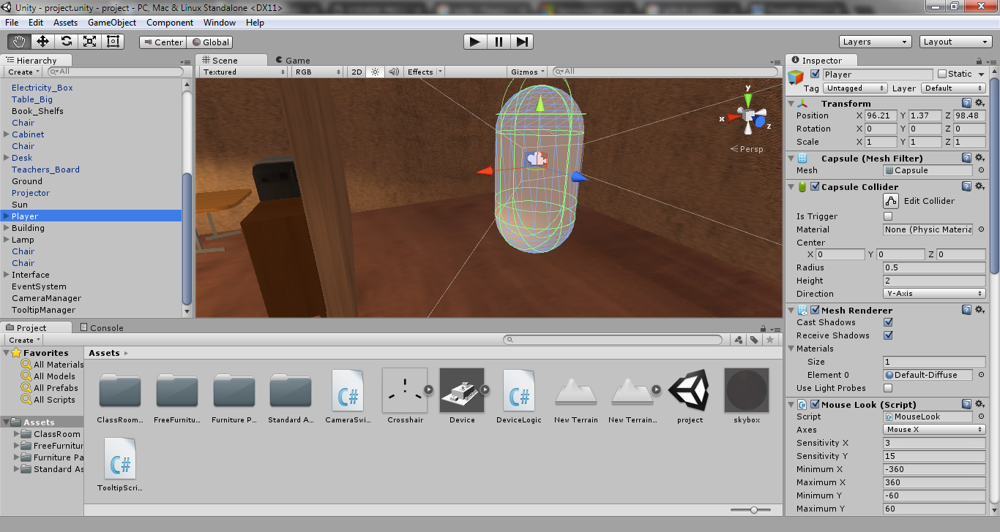 Unity - project.unity - project - PC, Mac & Linux Standalone <DX11>
File Edit Assets GameObject Component Window Help
Center Global Layers Layout
Hierarchy
Create All
Electricity_Box
Table_Big
Book_Shelfs
Chair
Cabinet
Chair
Desk
Teachers_Board
Ground
Projector
Sun
Player
Building
Lamp
Chair
Chair
Interface
EventSystem
CameraManager
TooltipManager
Scene Game
Textured RGB 2D Effects Gizmos All
y
x
z
Persp
Inspector
Player Static
Tag Untagged Layer Default
Transform
Position X 96.21 Y 1.37 Z 98.48
Rotation X 0 Y 0 Z 0
Scale X 1 Y 1 Z 1
Capsule (Mesh Filter)
Mesh Capsule
Capsule Collider
Edit Collider
Is Trigger
Material None (Physic Materia
Center
X 0 Y 0 Z 0
Radius 0.5
Height 2
Direction Y-Axis
Mesh Renderer
Cast Shadows
Receive Shadows
Materials
Size 1
Element 0 Default-Diffuse
Use Light Probes
Mouse Look (Script)
Script MouseLook
Axes Mouse X
Sensitivity X 3
Sensitivity Y 15
Minimum X -360
Maximum X 360
Minimum Y -60
Maximum Y 60
Project Console
Create
Favorites
All Materials
All Models
All Prefabs
All Scripts
Assets
ClassRoom
FreeFurnitur
Furniture Pa
Standard As
Assets
ClassRoom... FreeFurnitu... Furniture P... Standard A... CameraSwi... Crosshair Device DeviceLogic New Terrain New Terrain... project skybox
C# C#
C#
TooltipScri...